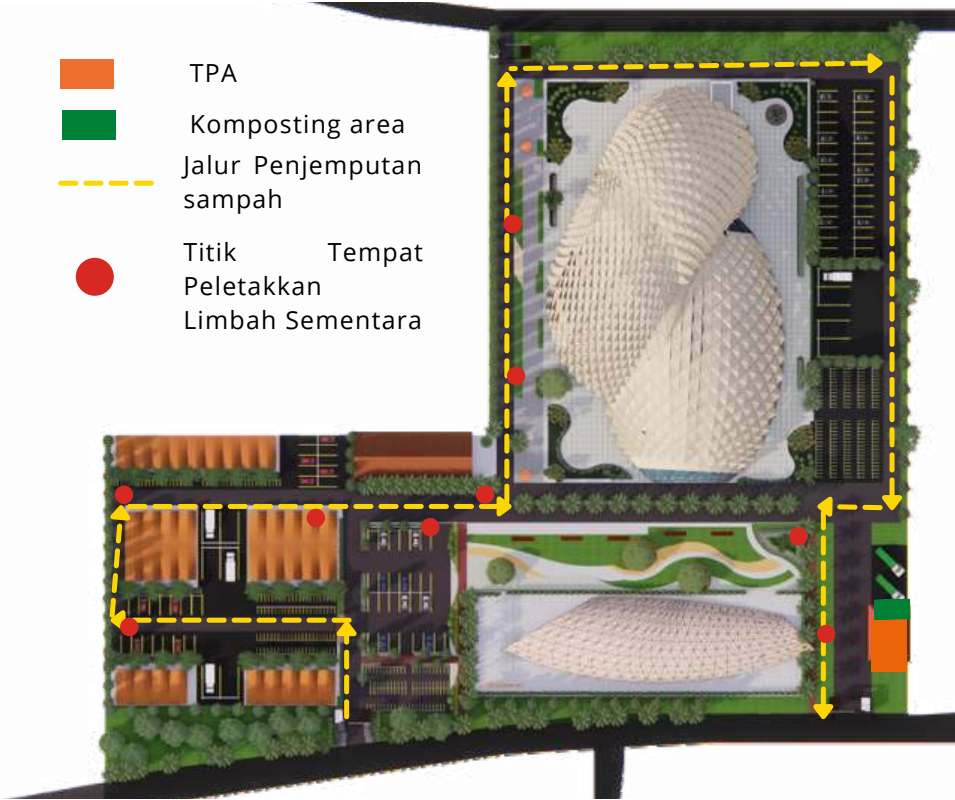 TPA
Komposting area
Jalur Penjemputan
sampah
Titik Tempat
Peletakkan
Limbah Sementara